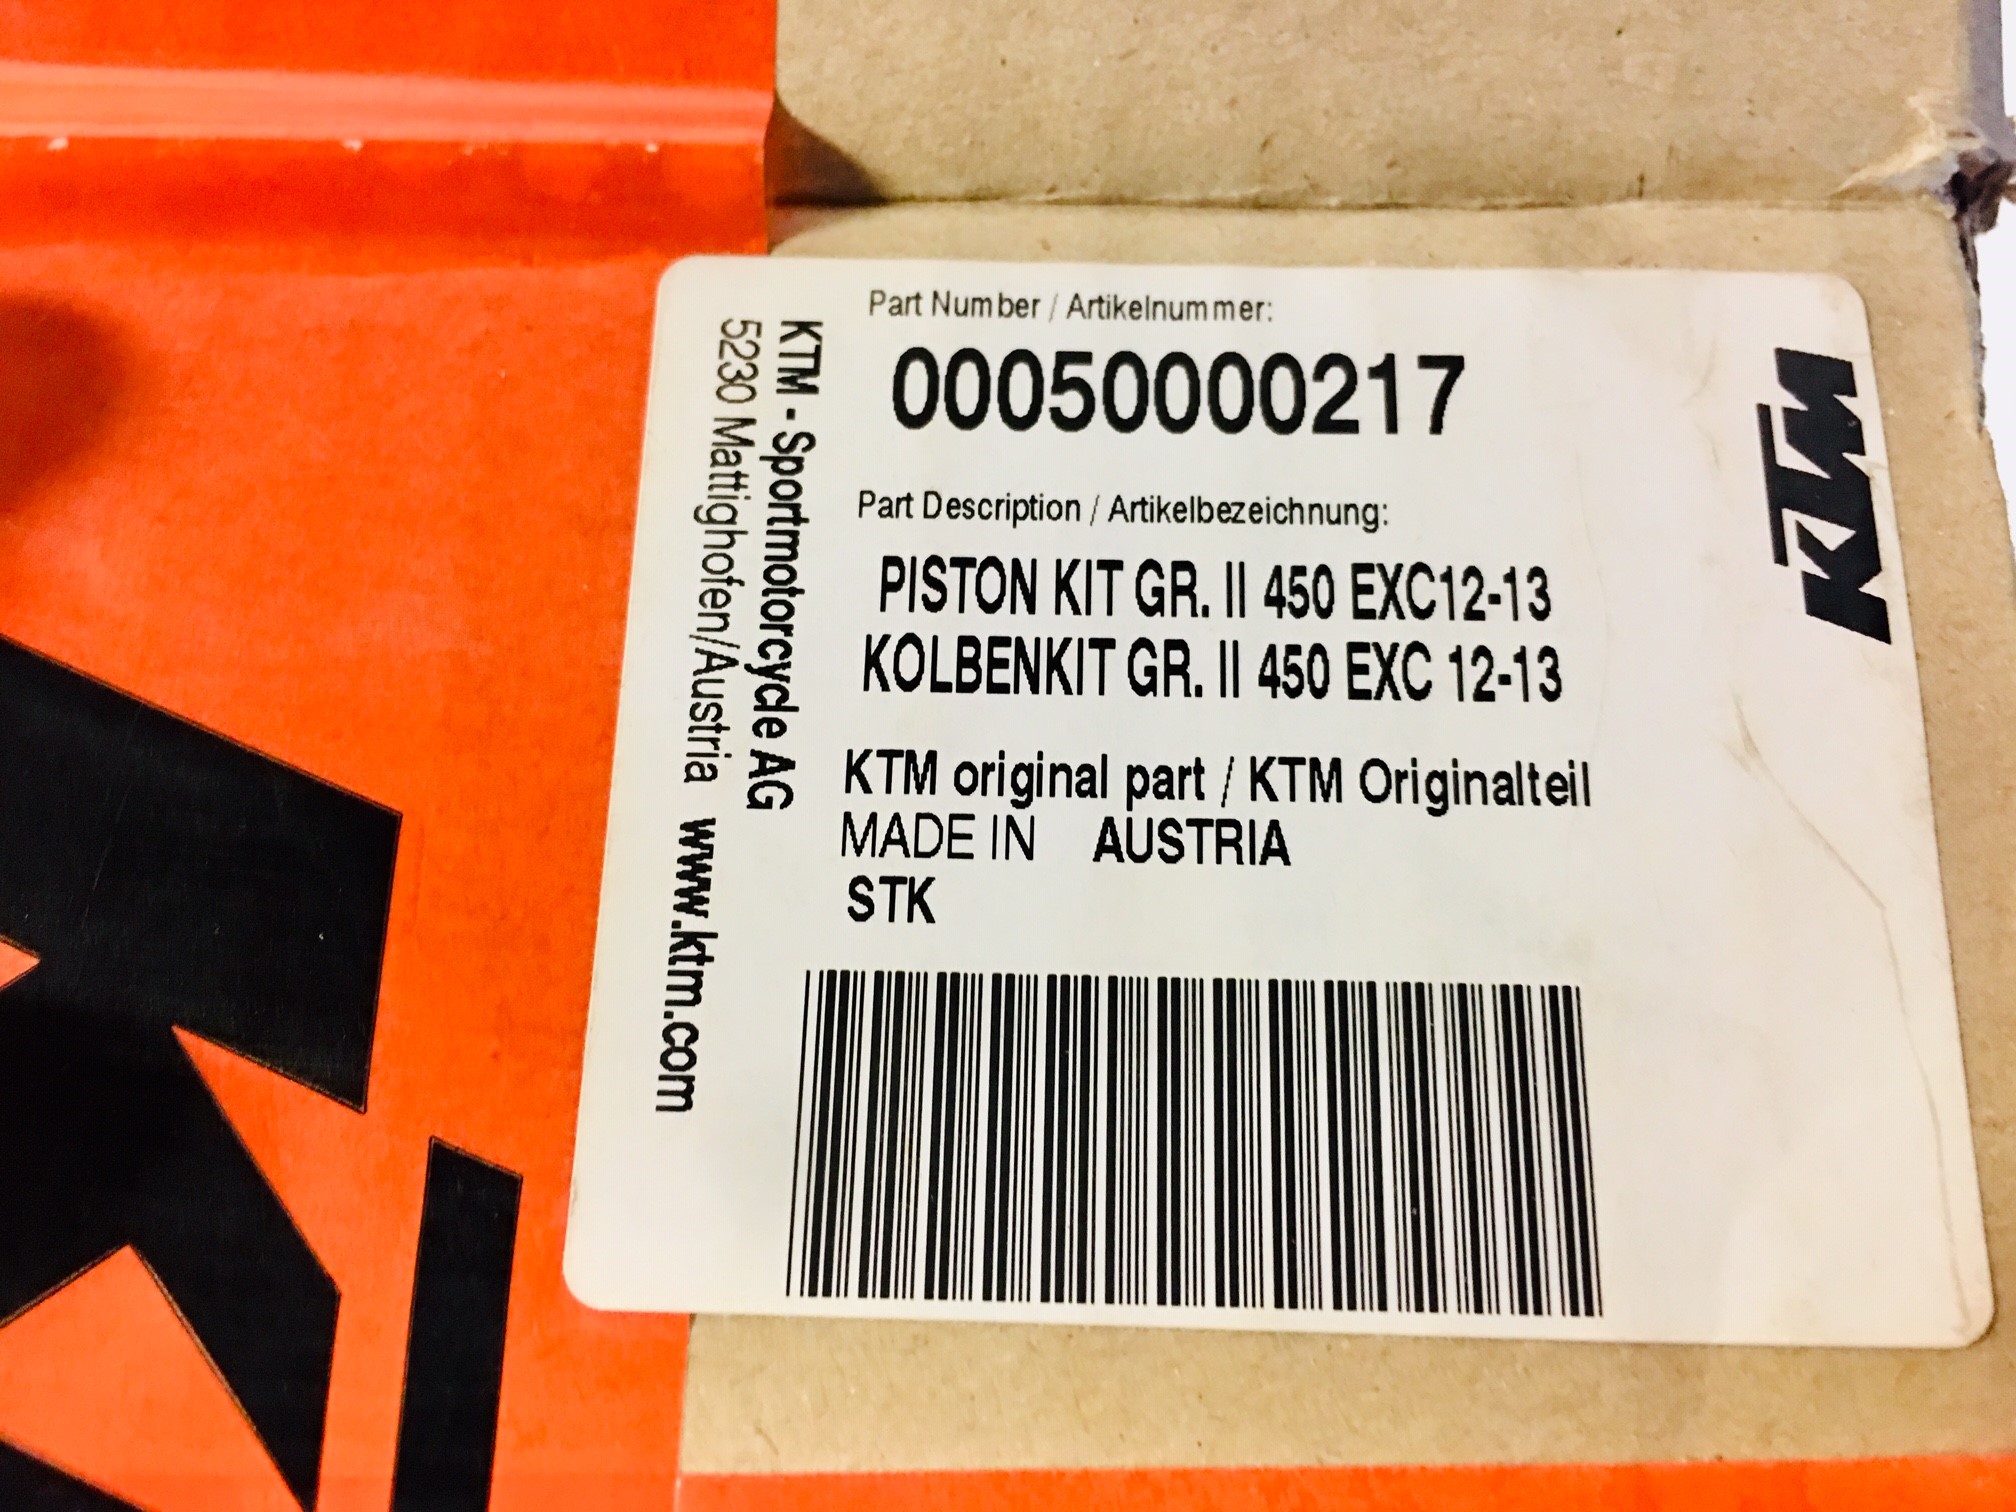 Part Number / Artikelnummer:
00050000217
Part Description / Artikelbezeichnung:
PISTON KIT GR. II 450 EXC12-13
KOLBENKIT GR. II 450 EXC 12-13
KTM original part / KTM Originalteil
MADE IN AUSTRIA
STK
KTM - Sportmotorcycle AG
5230 Mattighofen/Austria www.ktm.com
KTM